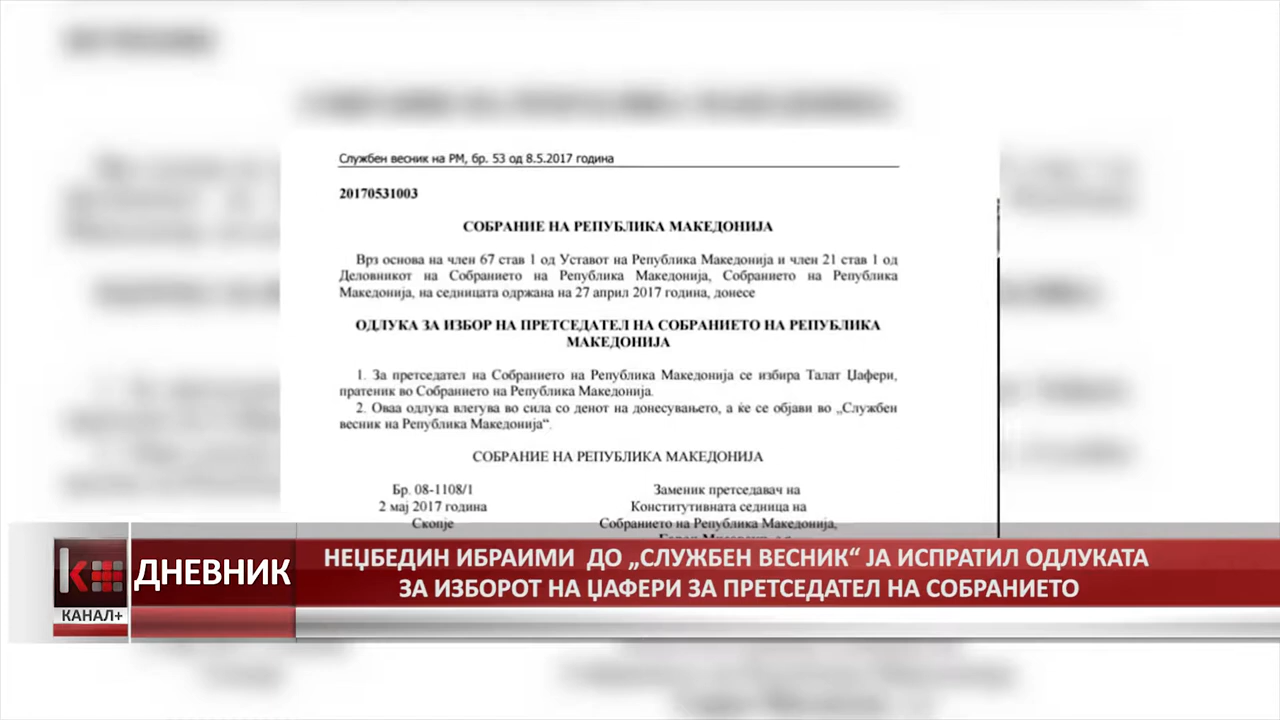 Службен весник на РМ, бр. 53 од 8.5.2017 година
20170531003
СОБРАНИЕ НА РЕПУБЛИКА МАКЕДОНИЈА
Врз основа на член 67 став 1 од Уставот на Република Македонија и член 21 став 1 од
Деловникот на Собранието на Република Македонија, Собранието на Република
Македонија, на седницата одржана на 27 април 2017 година, донесе
ОДЛУКА ЗА ИЗБОР НА ПРЕТСЕДАТЕЛ НА СОБРАНИЕТО НА РЕПУБЛИКА
МАКЕДОНИЈА
1. За претседател на Собранието на Република Македонија се избира Талат Џафери,
пратеник во Собранието на Република Македонија.
2. Оваа одлука влегува во сила со денот на донесувањето, а ќе се објави во „Службен
весник на Република Македонија“.
СОБРАНИЕ НА РЕПУБЛИКА МАКЕДОНИЈА
Бр. 08-1108/1 Заменик претседавач на
2 мај 2017 година Конститутивната седница на
Скопје Собранието на Република Македонија,
НЕЏБЕДИН ИБРАИМИ ДО „СЛУЖБЕН ВЕСНИК“ ЈА ИСПРАТИЛ ОДЛУКАТА
ЗА ИЗБОРОТ НА ЏАФЕРИ ЗА ПРЕТСЕДАТЕЛ НА СОБРАНИЕТО
ДНЕВНИК
К
КАНАЛ+